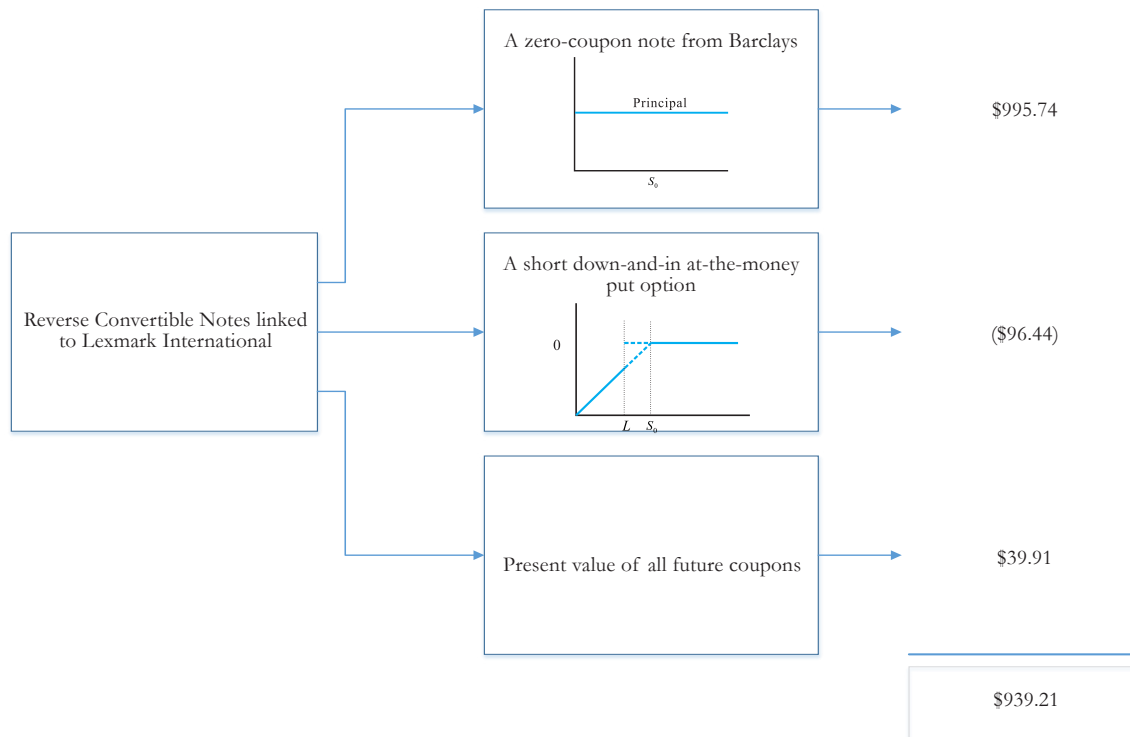 A zero-coupon note from Barclays
Principal
S₀
$995.74
Reverse Convertible Notes linked
to Lexmark International
A short down-and-in at-the-money
put option
0
L S₀
($96.44)
Present value of all future coupons
$39.91
$939.21